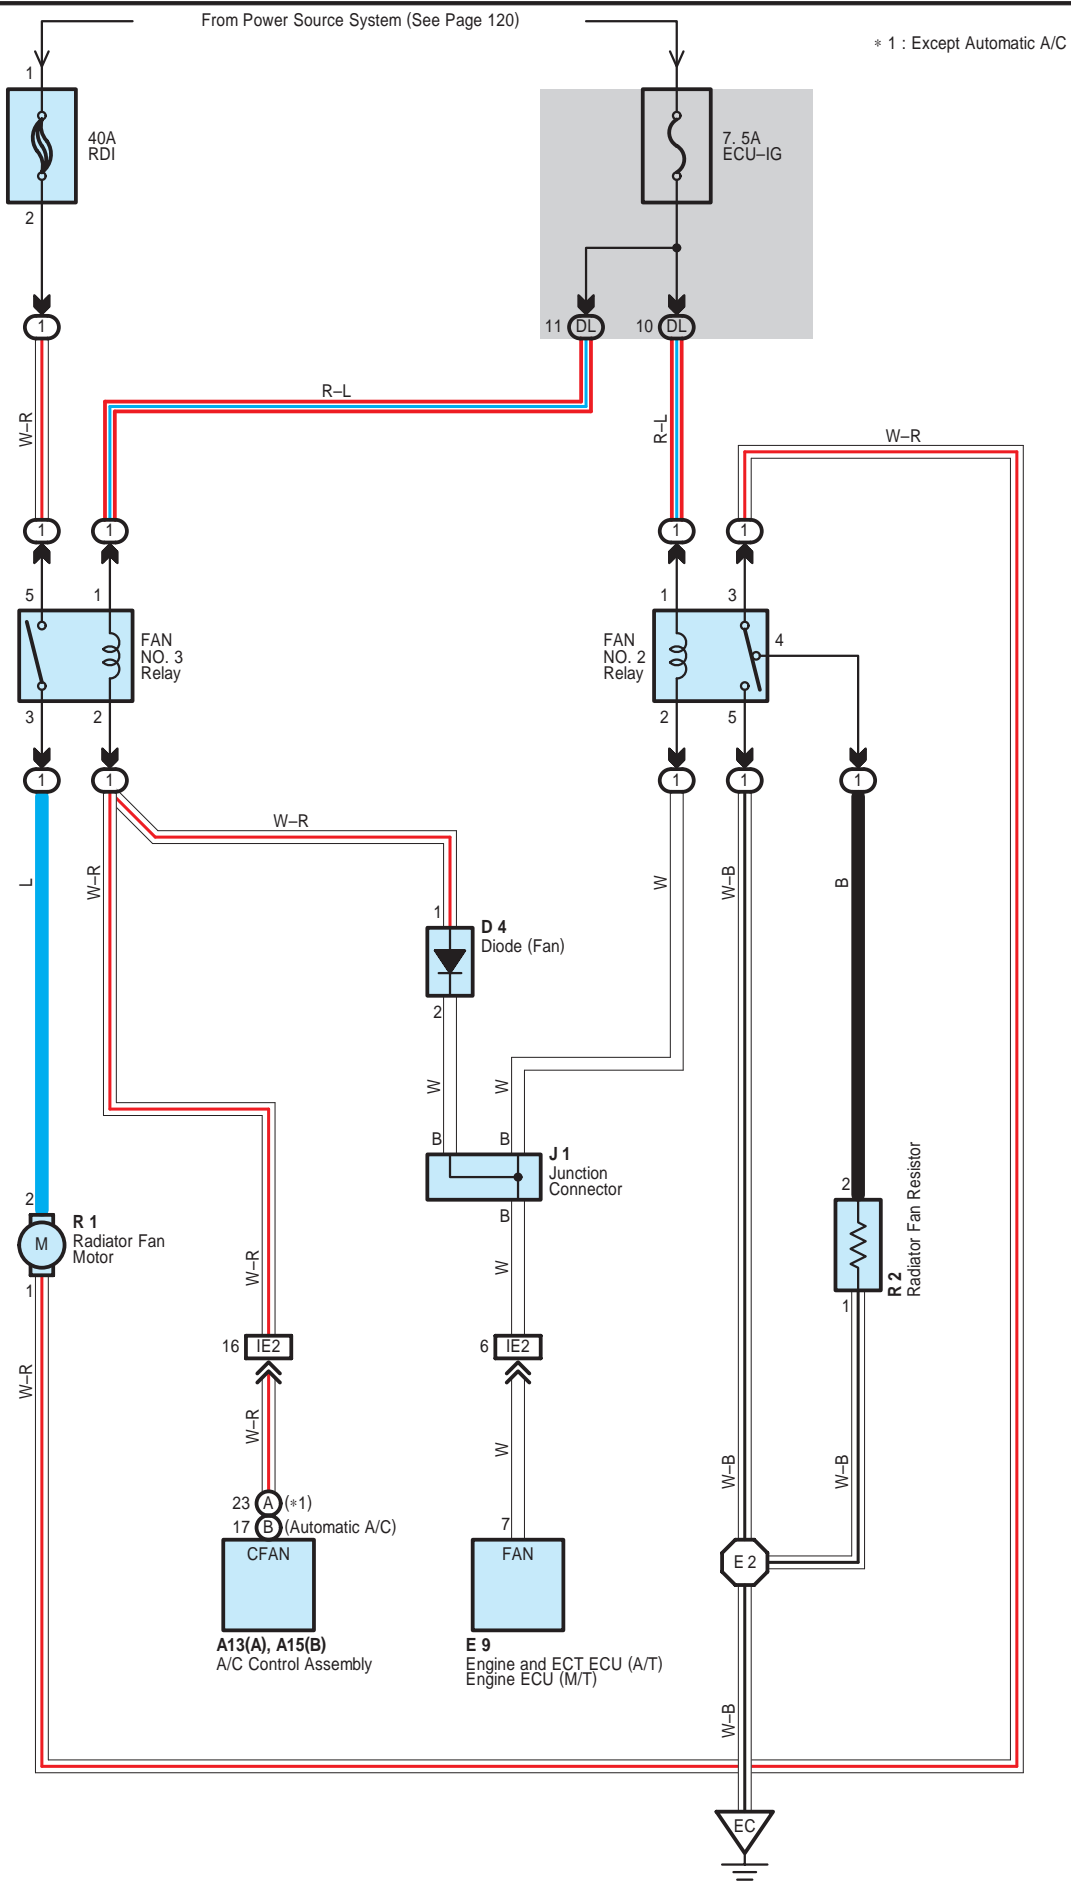 From Power Source System (See Page 120)
* 1 : Except Automatic A/C
1
40A
RDI
2
7. 5A
ECU–IG
1
11 DL
10 DL
R–L
W–R
R–L
W–R
1
1
1
1
5
1
1
3
FAN
NO. 3
Relay
FAN
NO. 2
Relay
4
3
2
2
5
1
1
1
1
1
W–R
L
W–R
W
W–B
B
1
D 4
Diode (Fan)
2
W
W
B
B
J 1
Junction
Connector
B
2
R 1
Radiator Fan
Motor
M
1
2
R 2
Radiator Fan Resistor
1
W–R
W
16 IE2
6 IE2
W–R
W–R
W
W–B
W–B
23 A (*1)
17 B (Automatic A/C)
7
CFAN
FAN
E 2
A13(A), A15(B)
A/C Control Assembly
E 9
Engine and ECT ECU (A/T)
Engine ECU (M/T)
W–B
EC